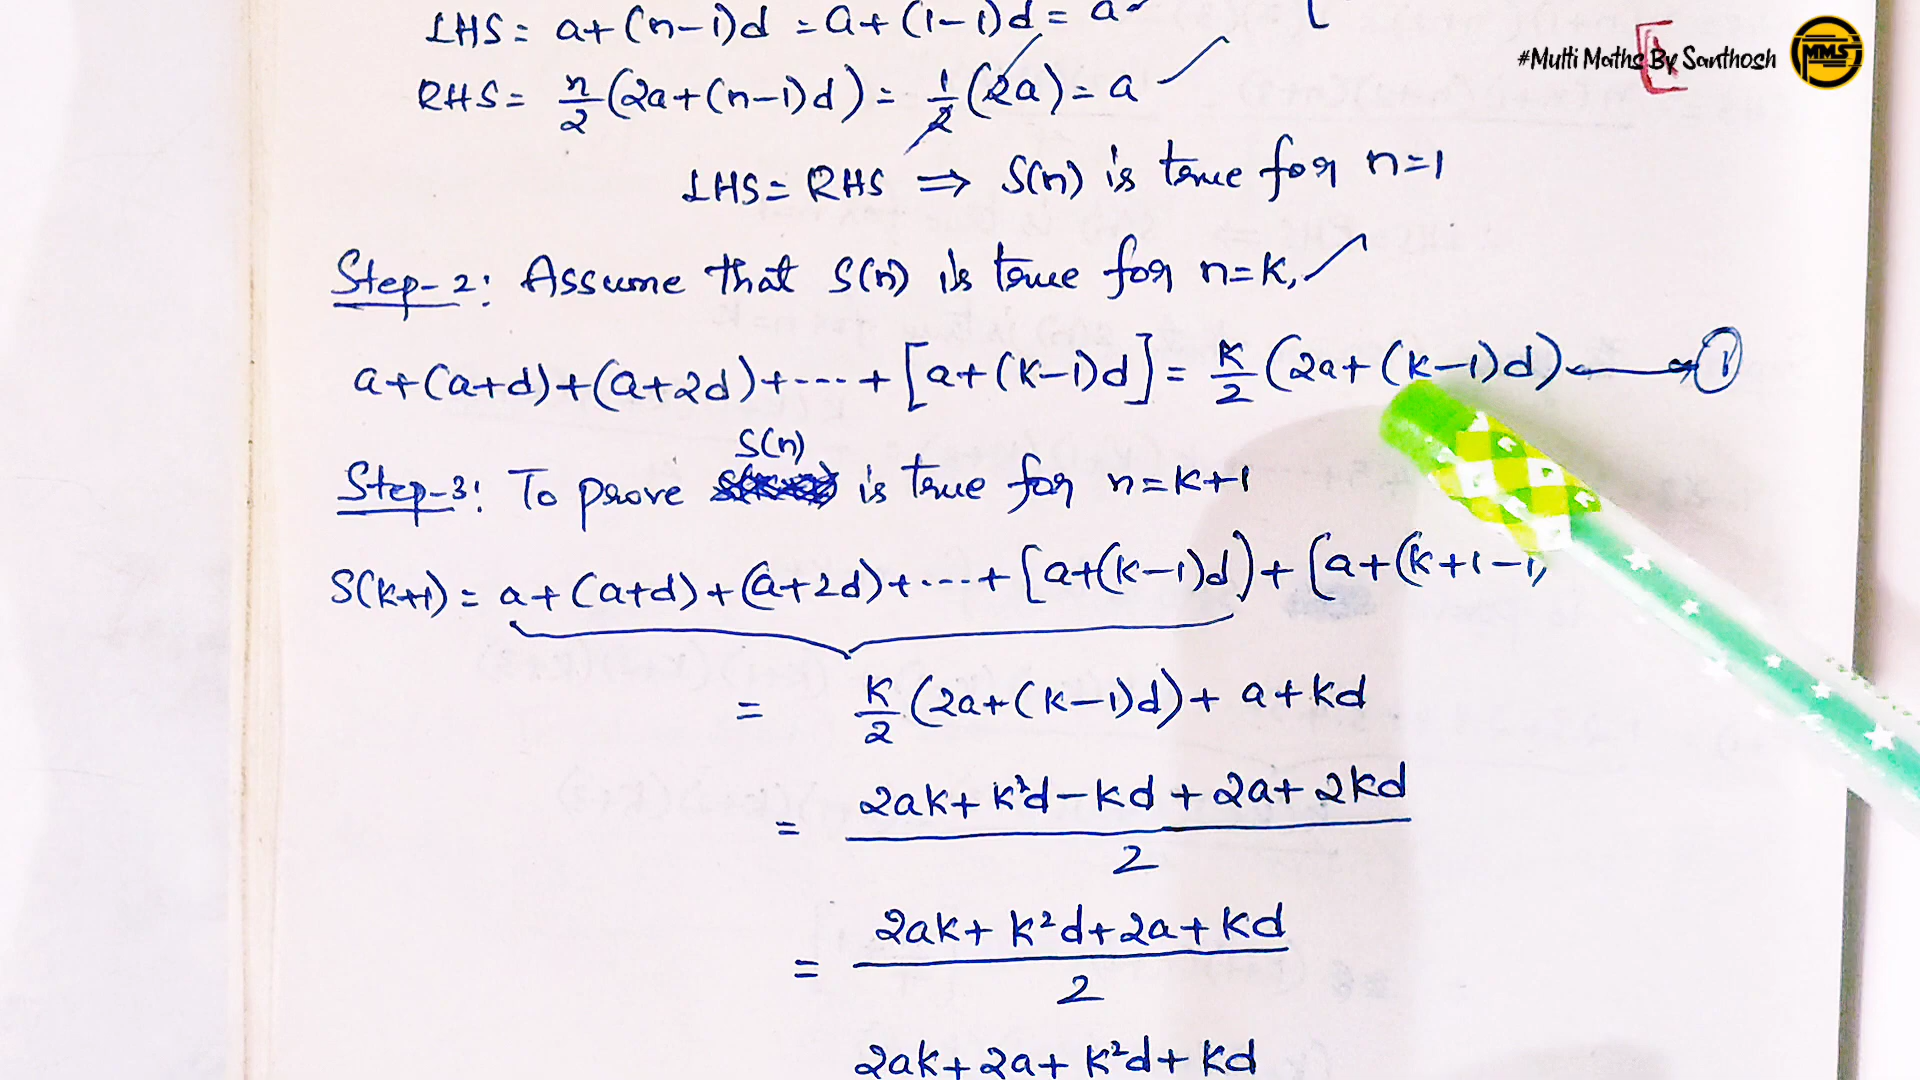 LHS = a+(n-1)d = a+(1-1)d = a
#Multi Maths By Santhosh MMS
RHS = n/2 (2a+(n-1)d) = 1/2 (2a) = a
LHS = RHS ⇒ S(n) is true for n=1
Step-2: Assume that S(n) is true for n=k,
a+(a+d)+(a+2d)+----+[a+(k-1)d] = k/2 (2a+(k-1)d) → 1
S(n)
Step-3: To prove is true for n=k+1
S(k+1) = a+(a+d)+(a+2d)+----+[a+(k-1)d)+[a+(k+1-1)
= k/2 (2a+(k-1)d)+a+kd
= 2ak+k²d-kd+2a+2kd
2
= 2ak+k²d+2a+kd
2
2ak+2a+k²d+kd